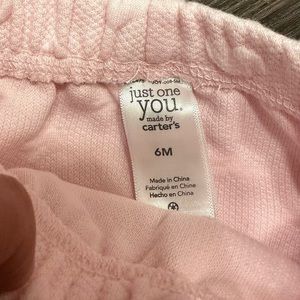 just one
you.
made by
carter's
6M
Made in China
Fabriqué en Chine
Hecho en China